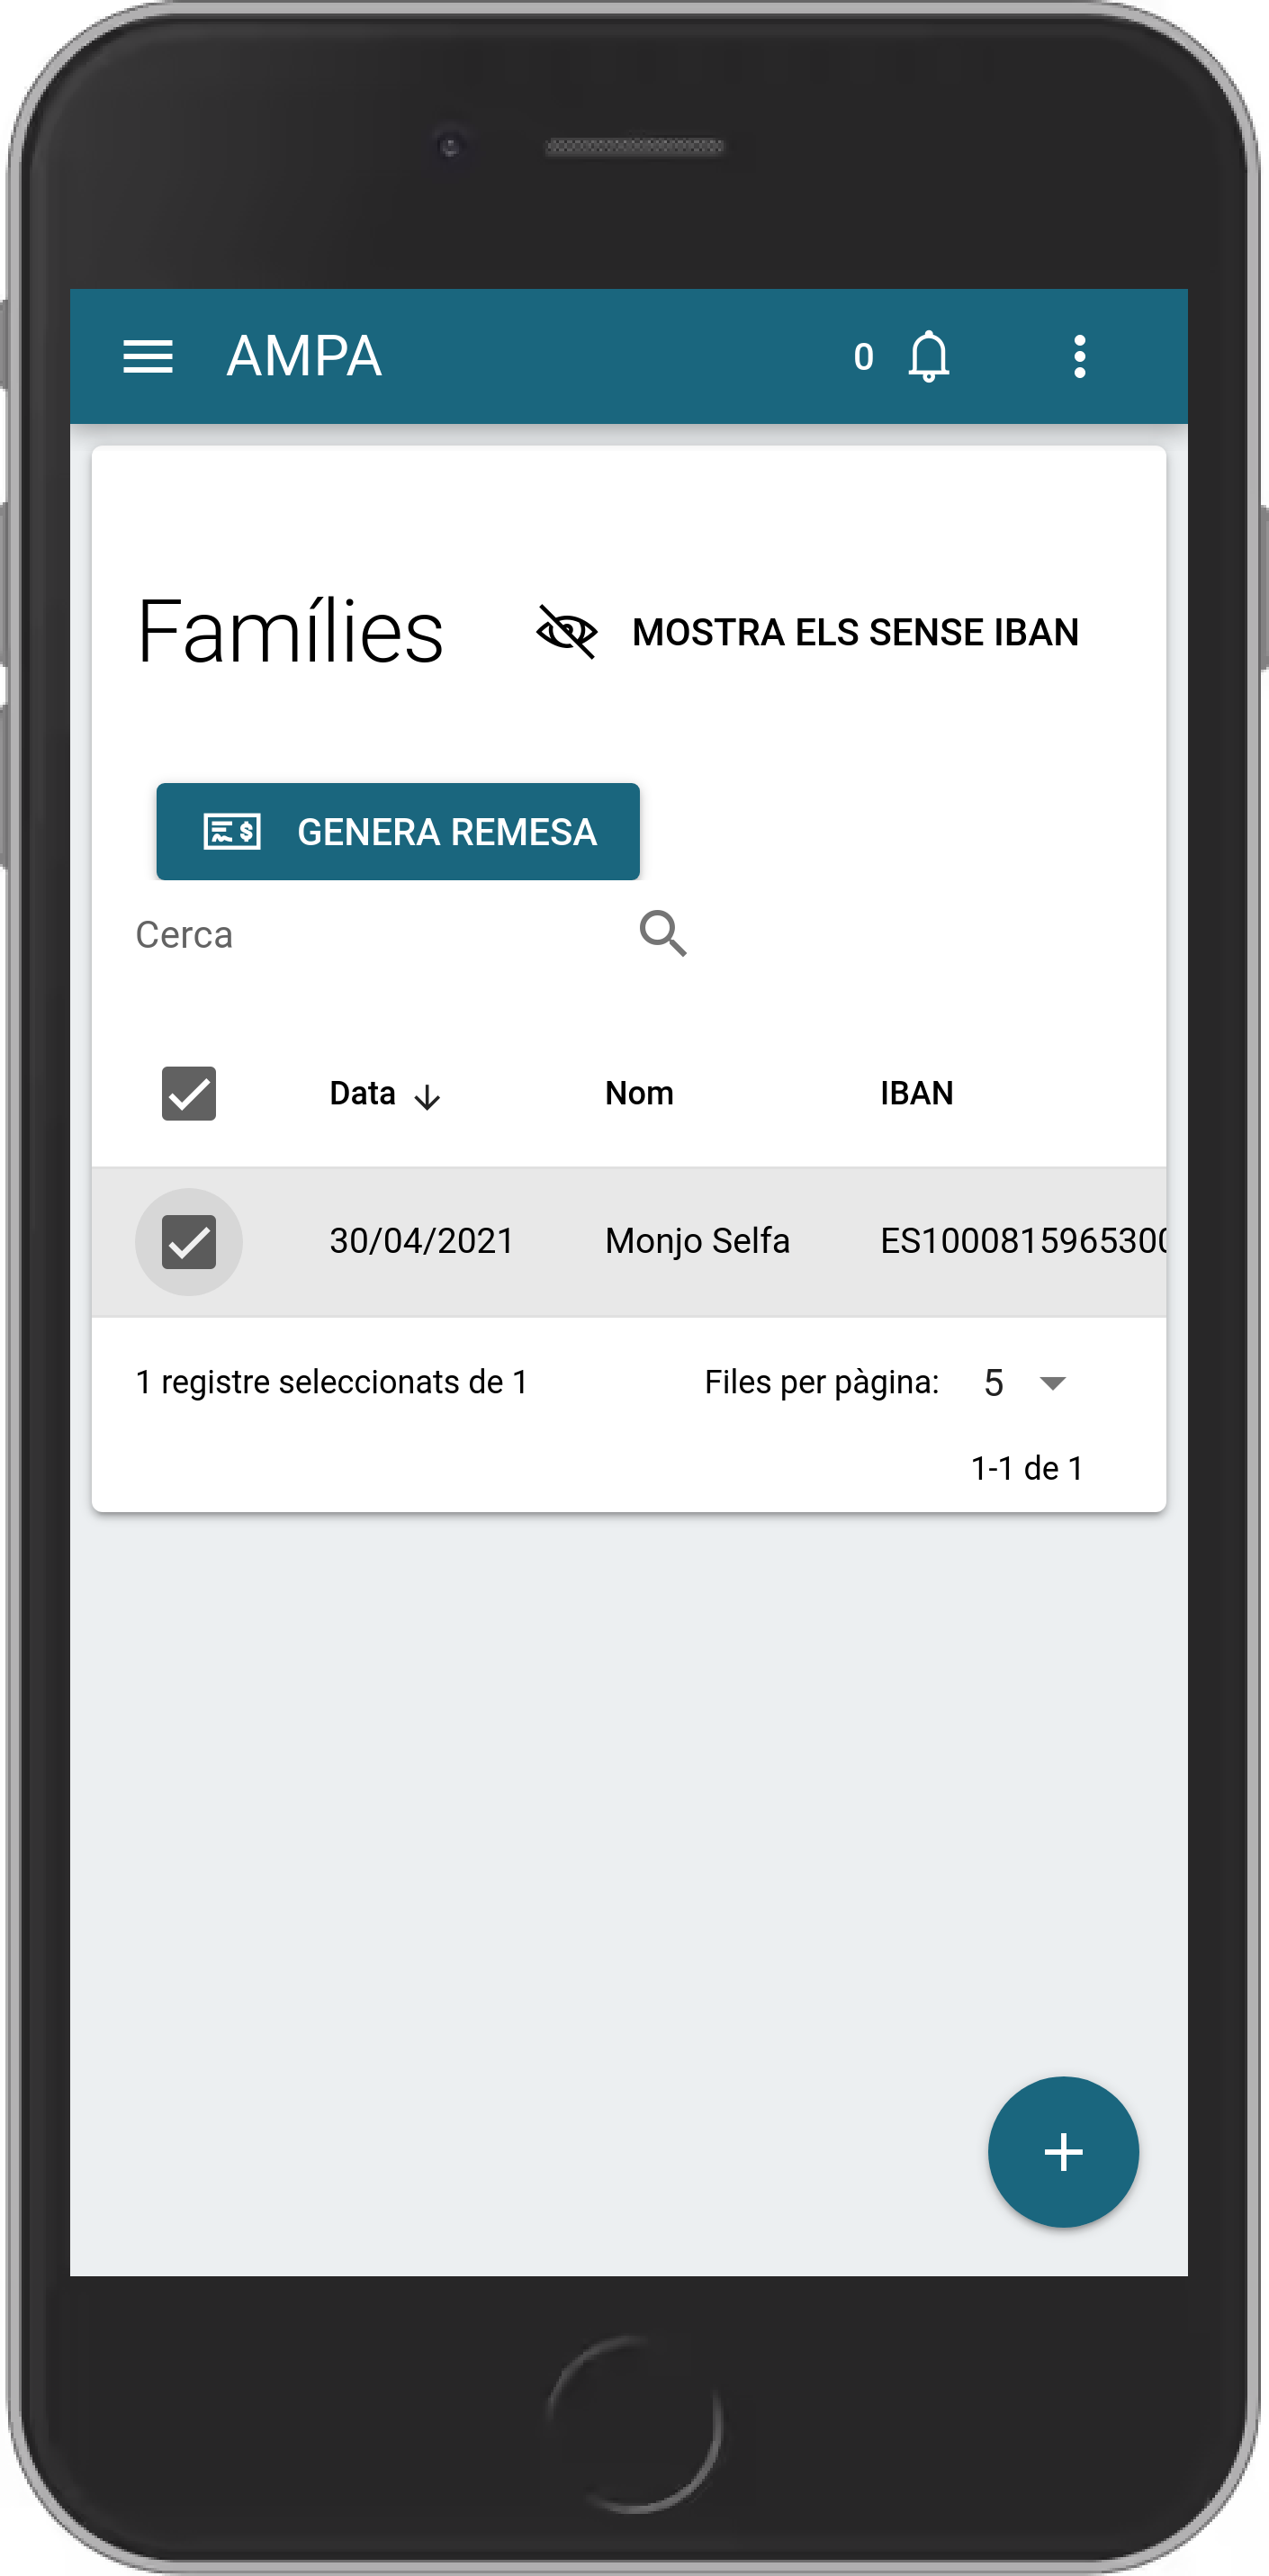 AMPA 0
Famílies MOSTRA ELS SENSE IBAN
GENERA REMESA
Cerca
Data Nom IBAN
30/04/2021 Monjo Selfa ES100081596530
1 registre seleccionats de 1 Files per pàgina: 5
1-1 de 1